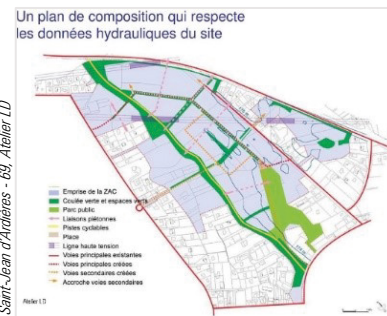 Un plan de composition qui respecte
les données hydrauliques du site
Saint-Jean d'Ardières - 69, Atelier LD
Emprise de la ZAC
Coulée verte et espaces verts
Parc public
Liaisons piétonnes
Pistes cyclables
Place
Ligne haute tension
Voies principales existantes
Voies principales créées
Voies secondaires créées
Accroche voies secondaires
Atelier LD